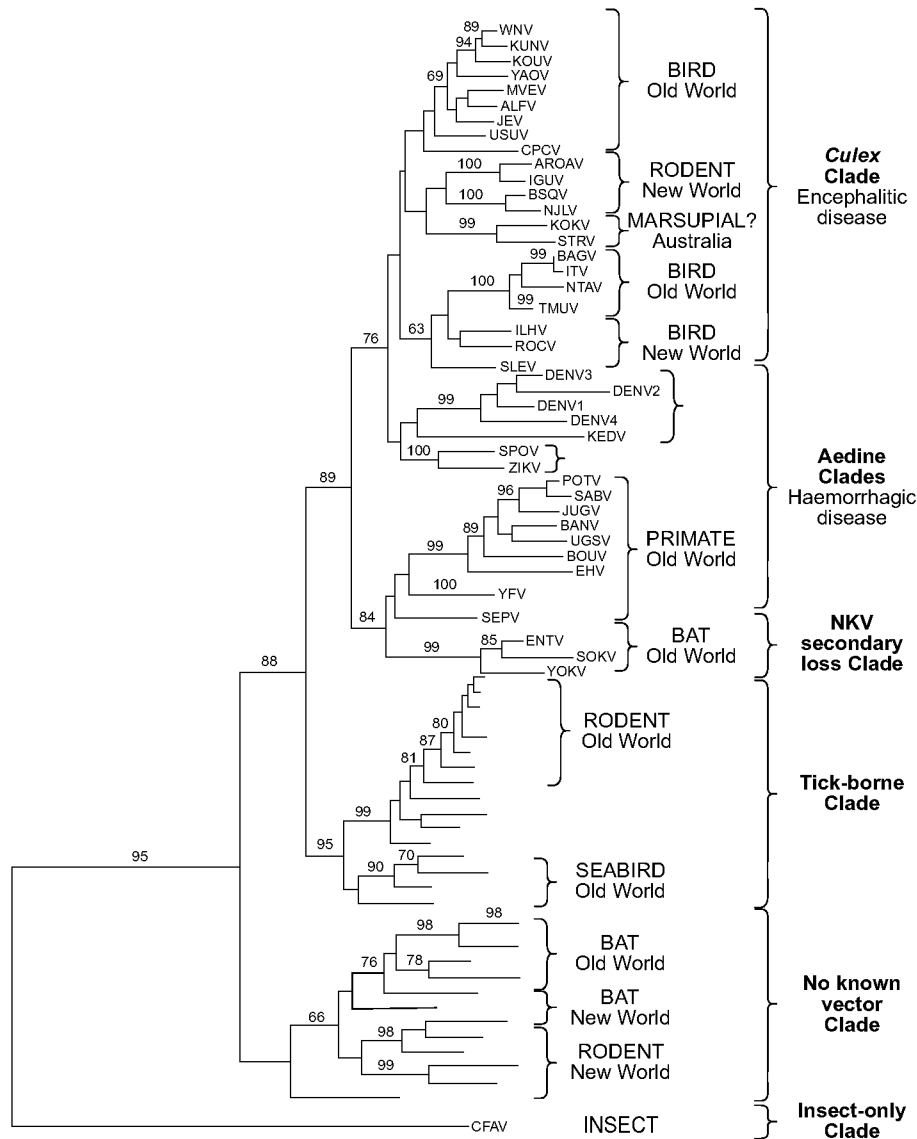 89
WNV
94
KUNV
KOUV
69
YAOV
MVEV
ALFV
JEV
USUV
CPCV
BIRD
Old World
100
AROAV
IGUV
100
BSQV
NJLV
RODENT
New World
99
KOKV
STRV
MARSUPIAL?
Australia
99
BAGV
100
ITV
NTAV
99
TMUV
BIRD
Old World
63
ILHV
ROCV
SLEV
BIRD
New World
Culex
Clade
Encephalitic
disease
76
DENV3
99
DENV2
DENV1
DENV4
KEDV
100
SPOV
ZIKV
89
96
POTV
SABV
JUGV
89
BANV
UGSV
99
BOUV
EHV
100
YFV
SEPV
PRIMATE
Old World
Aedine
Clades
Haemorrhagic
disease
84
99
85
ENTV
SOKV
YOKV
BAT
Old World
NKV
secondary
loss Clade
88
80
87
81
RODENT
Old World
99
95
70
90
SEABIRD
Old World
Tick-borne
Clade
95
98
98
76
78
BAT
Old World
BAT
New World
66
98
99
RODENT
New World
No known
vector
Clade
CFAV
INSECT
Insect-only
Clade